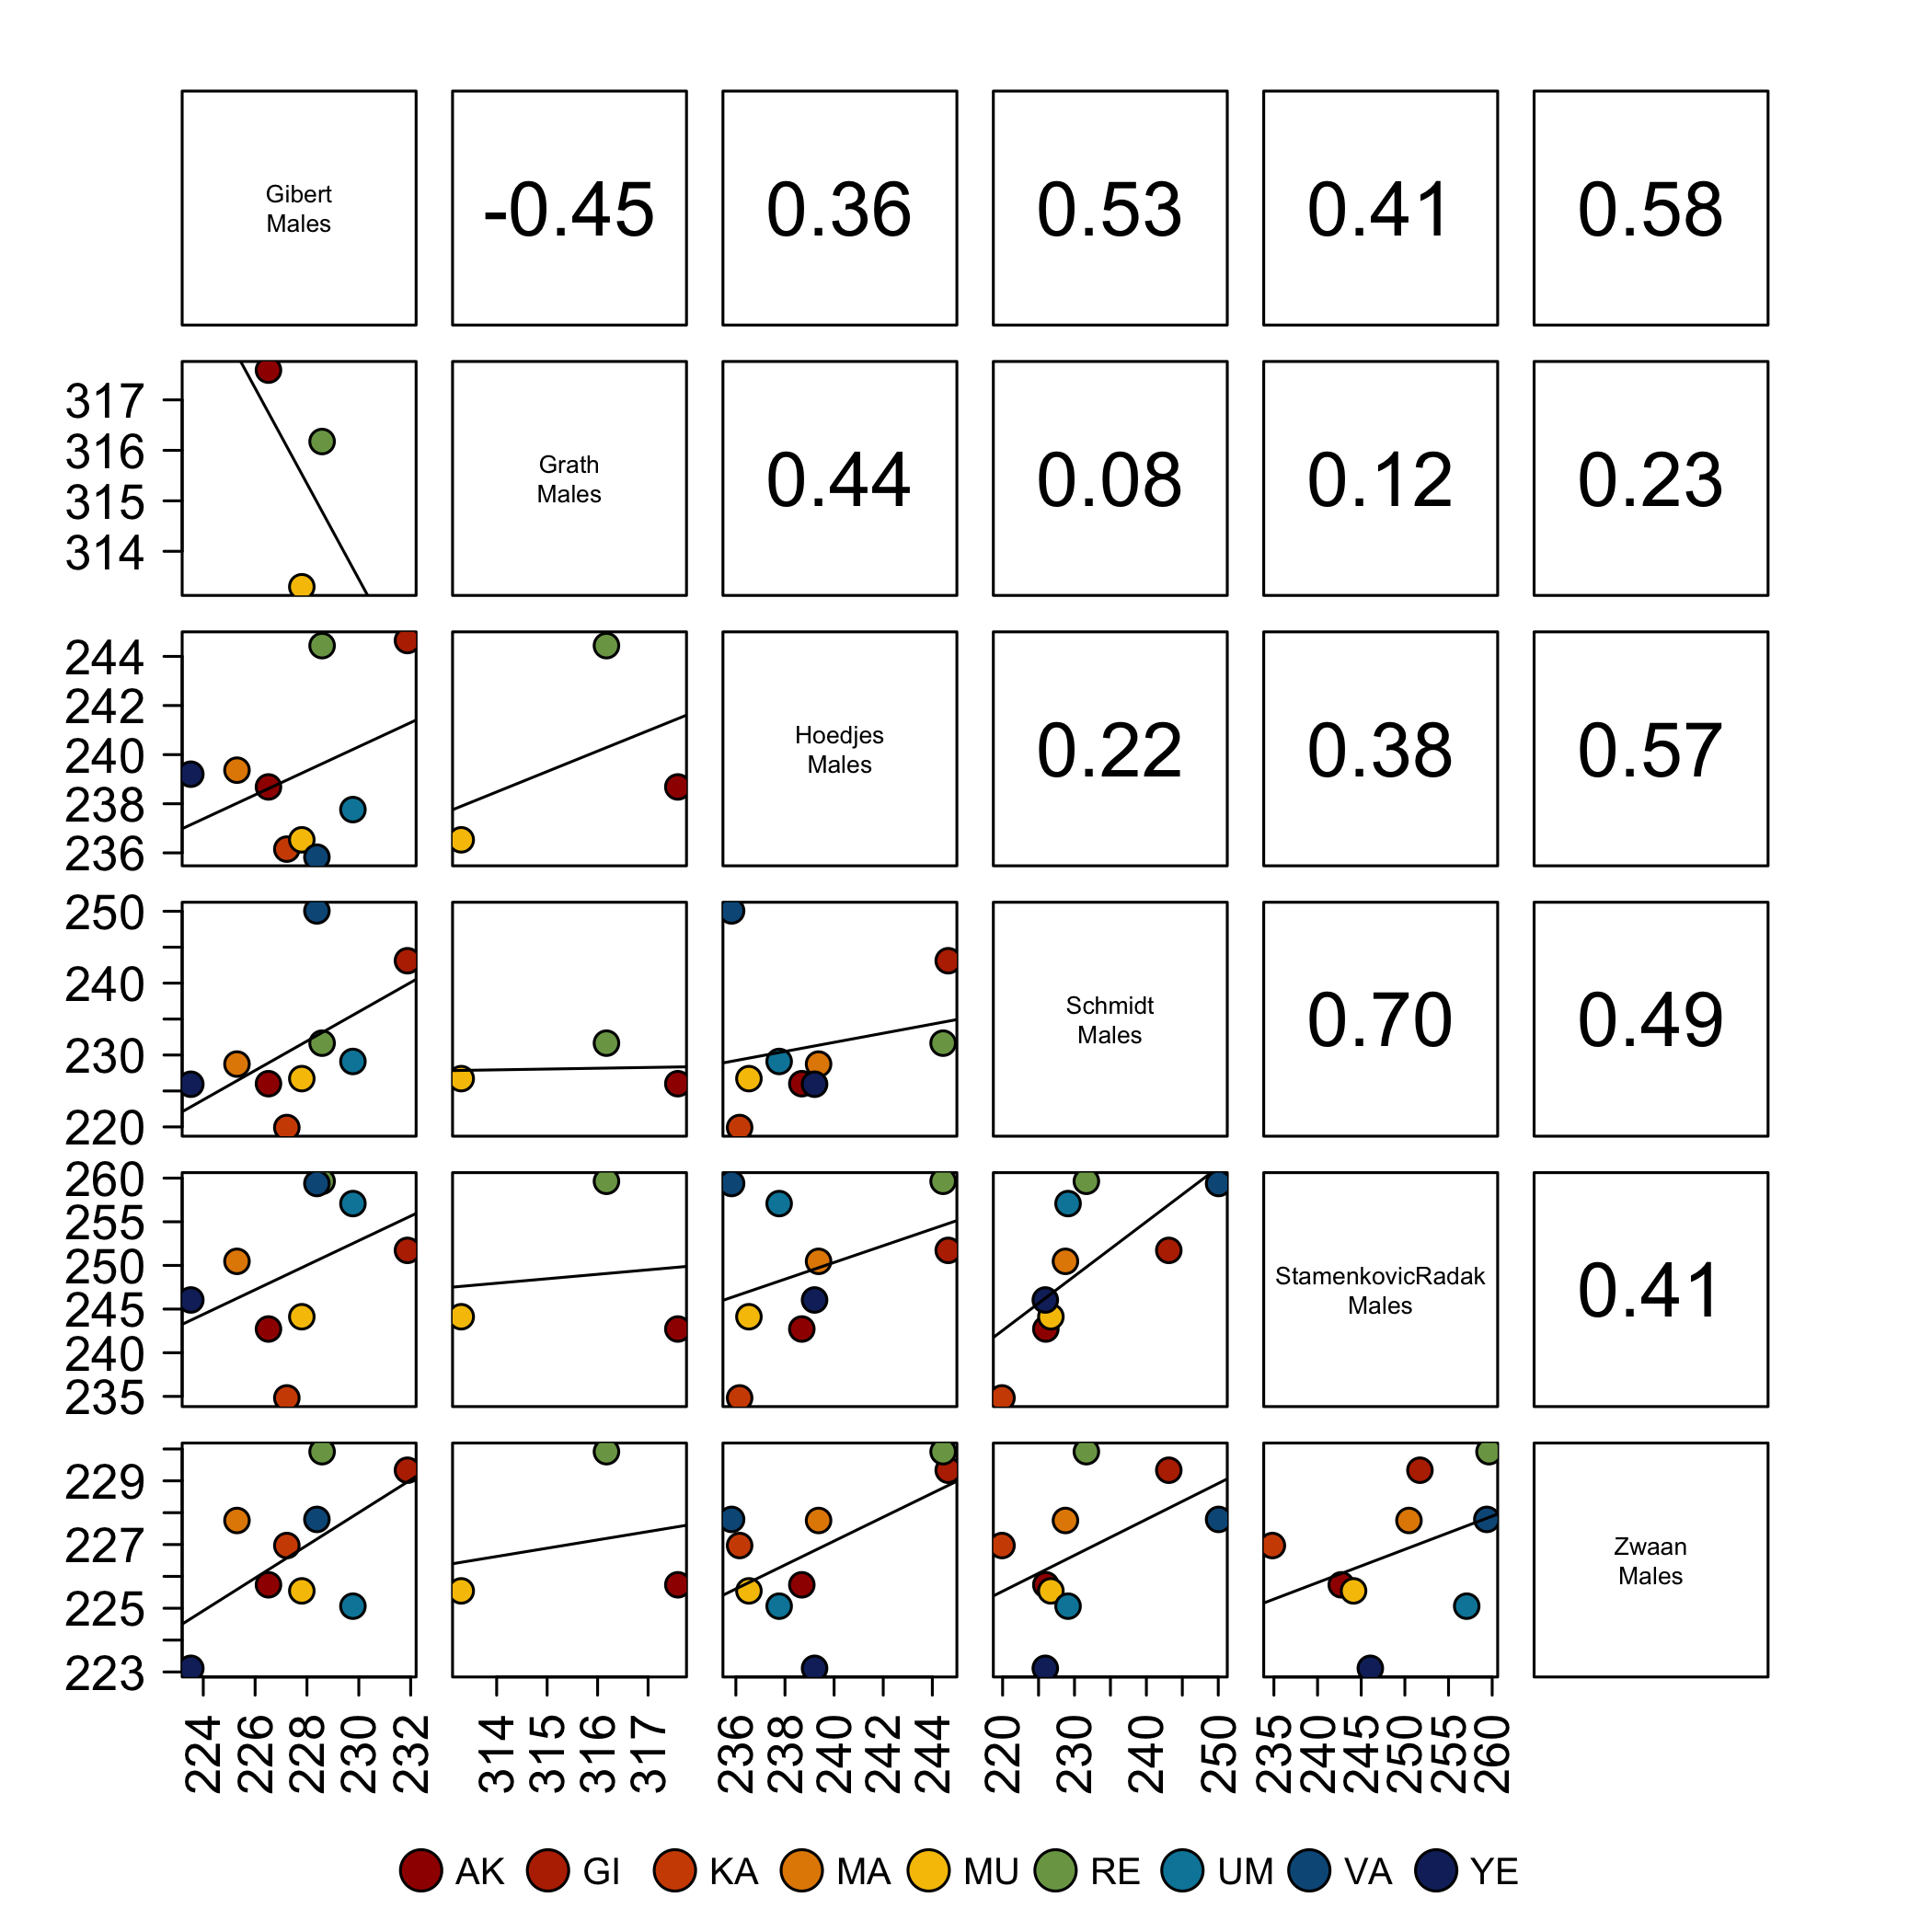 Gibert
Males
-0.45
0.36
0.53
0.41
0.58
317
316
315
314
Grath
Males
0.44
0.08
0.12
0.23
244
242
240
238
236
Hoedjes
Males
0.22
0.38
0.57
250
240
230
220
Schmidt
Males
0.70
0.49
260
255
250
245
240
235
StamenkovicRadak
Males
0.41
229
227
225
223
Zwaan
Males
224 226 228 230 232
314 315 316 317
236 238 240 242 244
220 230 240 250
235 240 245 250 255 260
AK GI KA MA MU RE UM VA YE